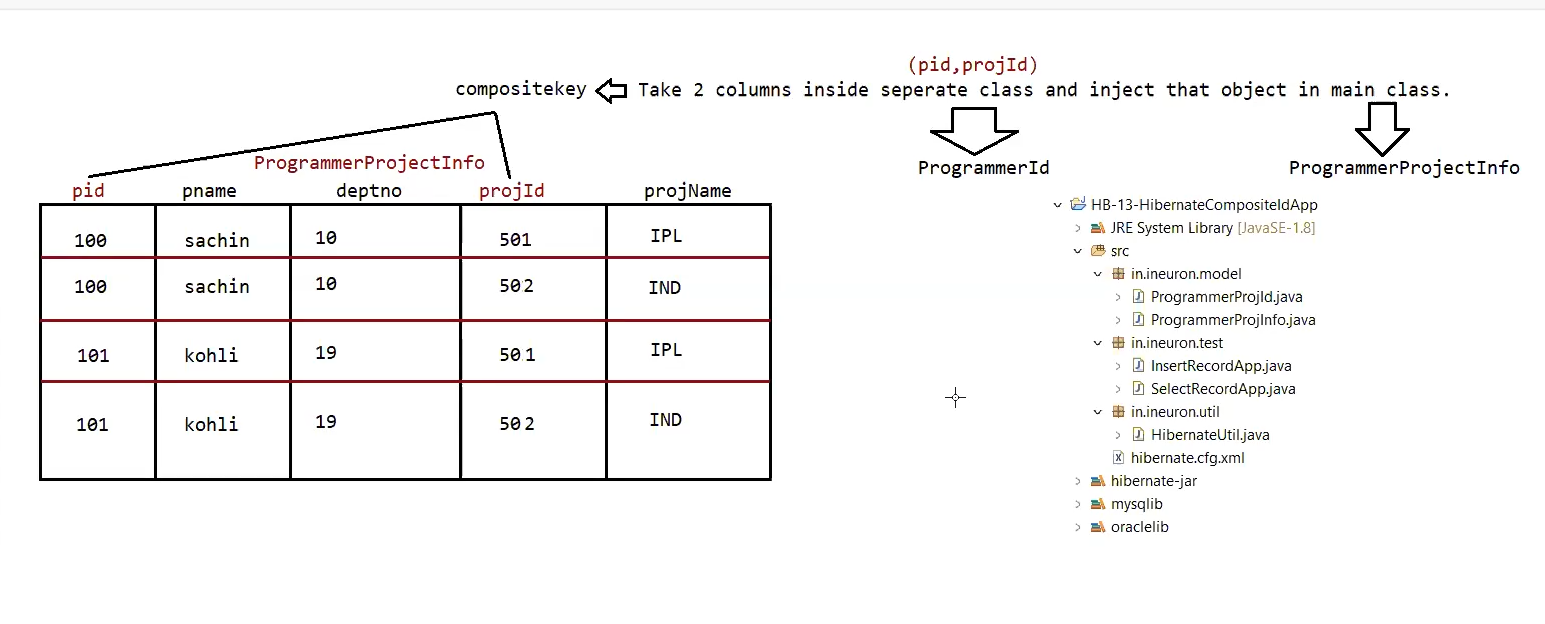 (pid,projId)
compositekey Take 2 columns inside seperate class and inject that object in main class.
ProgrammerProjectInfo
ProgrammerId ProgrammerProjectInfo
pid pname deptno projId projName
100 sachin 10 501 IPL
100 sachin 10 502 IND
101 kohli 19 501 IPL
101 kohli 19 502 IND
HB-13-HibernateCompositeIdApp
JRE System Library [JavaSE-1.8]
src
in.ineuron.model
ProgrammerProjId.java
ProgrammerProjInfo.java
in.ineuron.test
InsertRecordApp.java
SelectRecordApp.java
in.ineuron.util
HibernateUtil.java
hibernate.cfg.xml
hibernate-jar
mysqlib
oraclelib